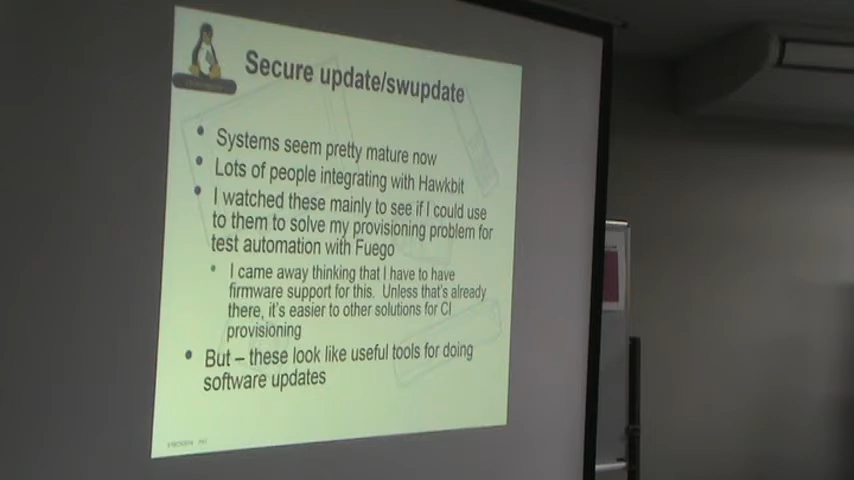 Secure update/swupdate
• Systems seem pretty mature now
• Lots of people integrating with Hawkbit
• I watched these mainly to see if I could use
to them to solve my provisioning problem for
test automation with Fuego
• I came away thinking that I have to have
firmware support for this. Unless that's already
there, it's easier to other solutions for CI
provisioning
• But – these look like useful tools for doing
software updates